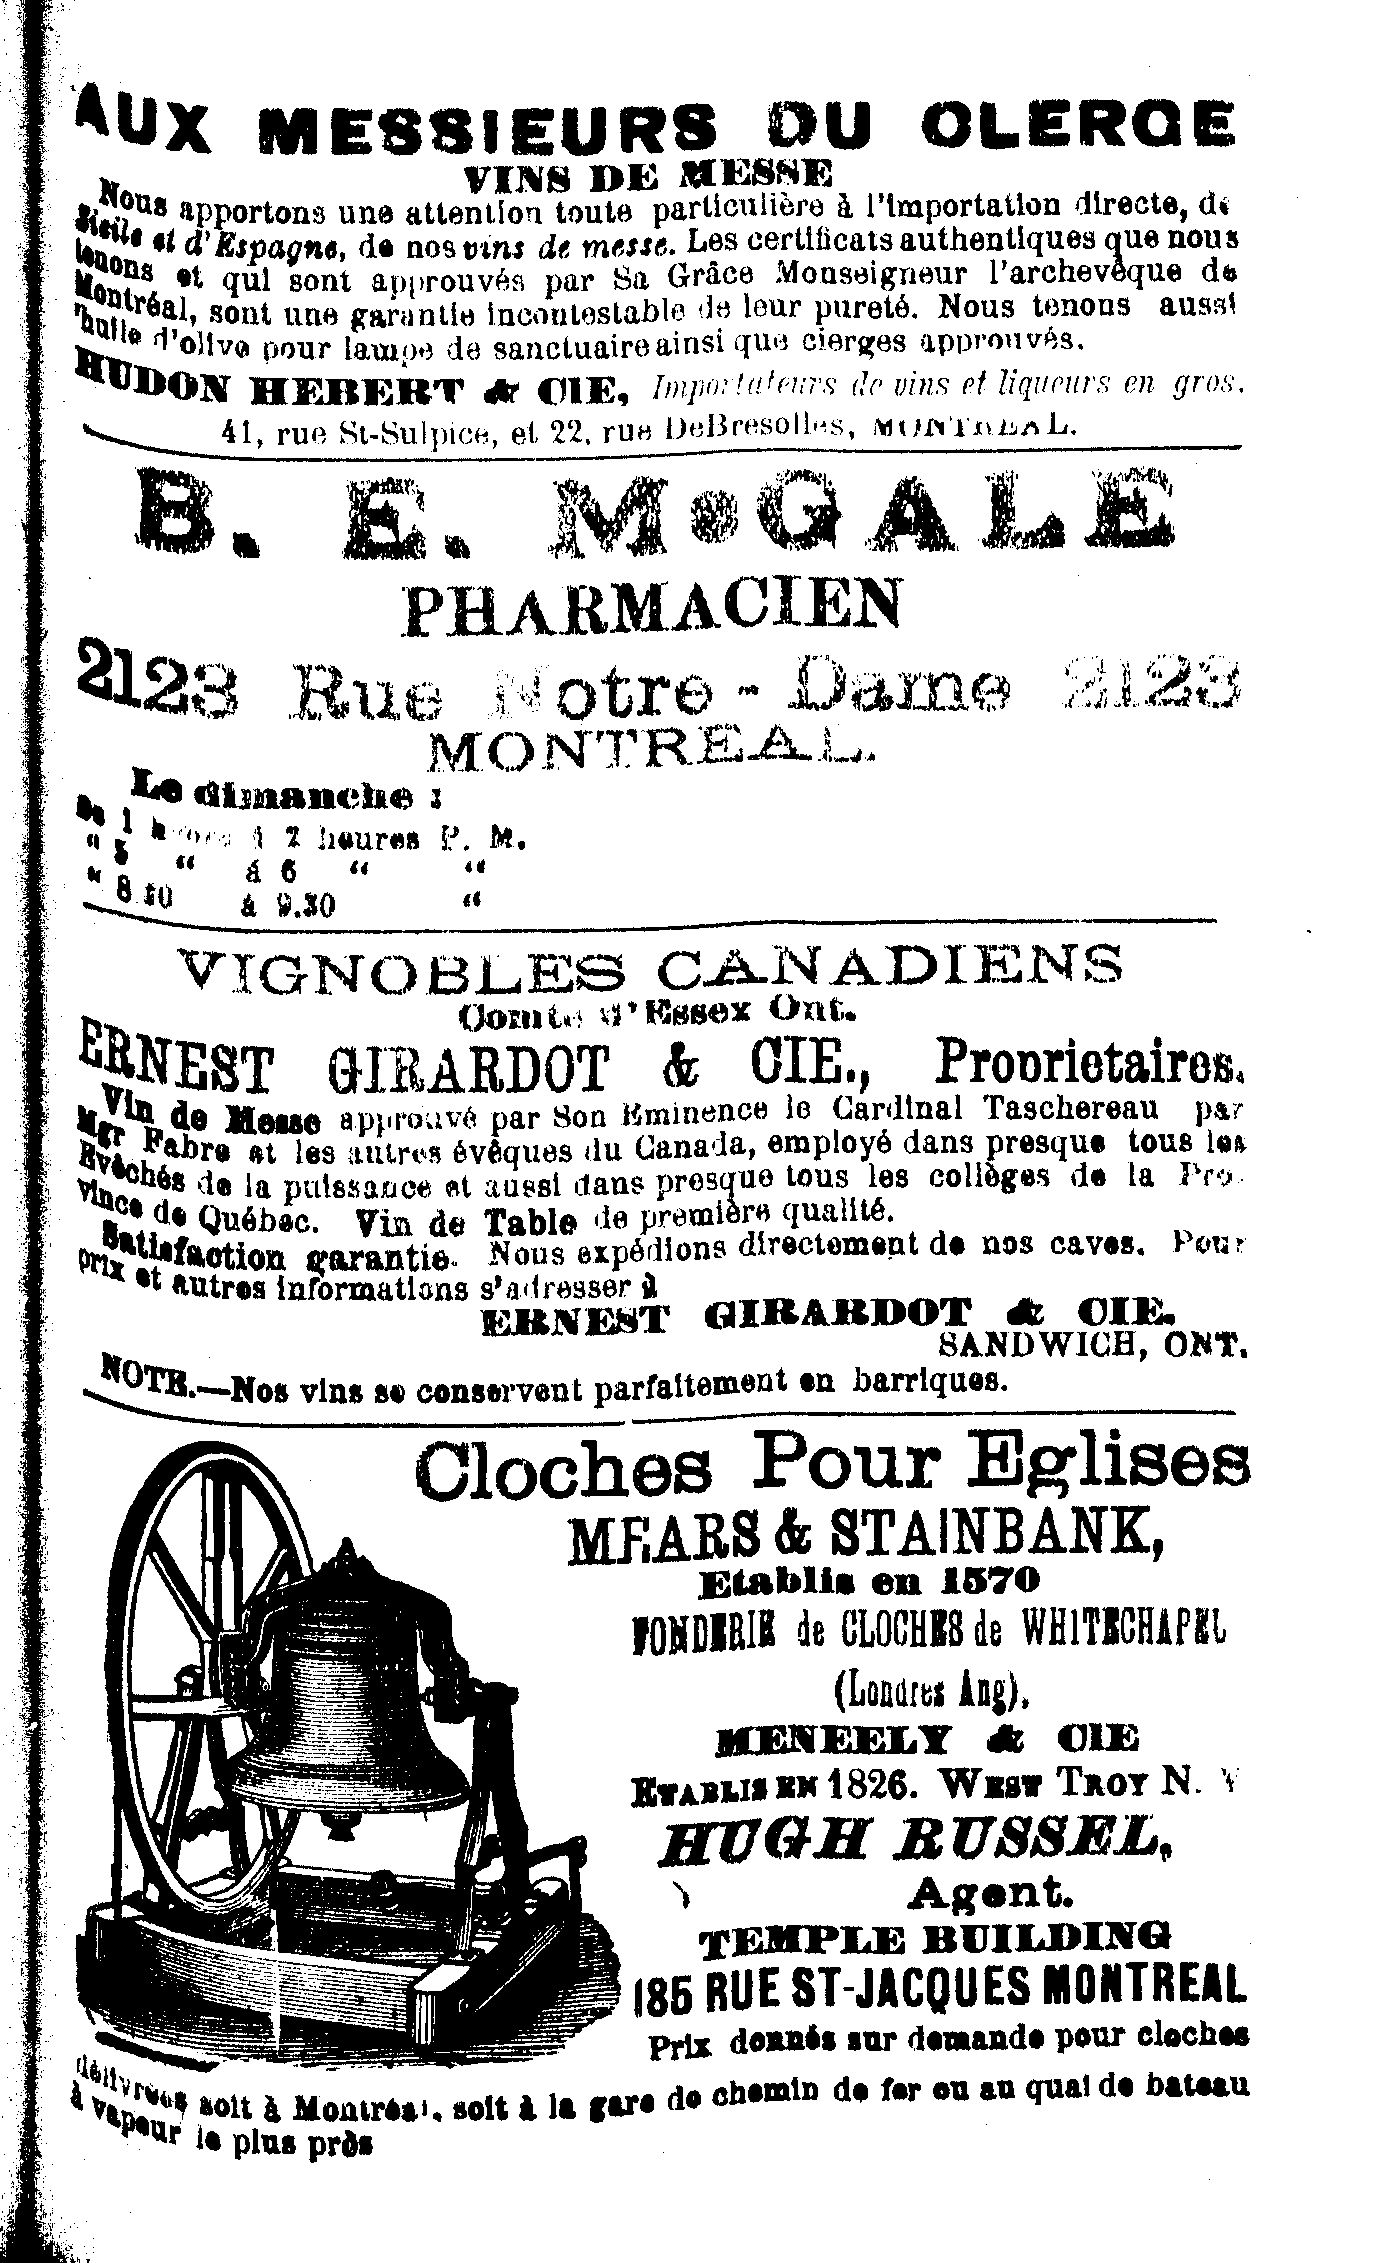 AUX MESSIEURS DU CLERGE
VINS DE MESSE
Nous apportons une attention toute particulière à l'importation directe, de
Sicile et d'Espagne, de nos vins de messe. Les certificats authentiques que nous
tenons et qui sont approuvés par Sa Grâce Monseigneur l'archevêque de
Montréal, sont une garantie incontestable de leur pureté. Nous tenons aussi
l'huile d'olive pour lampe de sanctuaire ainsi que cierges approuvés.
HUDON HEBERT & CIE, Importateurs de vins et liqueurs en gros.
41, rue St-Sulpice, et 22, rue DeBresolles, MONTREAL.
B. E. McGALE
PHARMACIEN
2123 Rue Notre-Dame 2123
MONTREAL.
Le dimanche :
De 1 heure à 2 heures P. M.
" 5 " à 6 " "
" 8.30 à 9.30 "
VIGNOBLES CANADIENS
Comté d'Essex Ont.
ERNEST GIRARDOT & CIE., Proprietaires.
Vin de Messe approuvé par Son Eminence le Cardinal Taschereau par
Mgr Fabre et les autres évêques du Canada, employé dans presque tous les
Evêchés de la puissance et aussi dans presque tous les collèges de la Pro-
vince de Québec. Vin de Table de première qualité.
Satisfaction garantie. Nous expédions directement de nos caves. Pour
prix et autres informations s'adresser à
ERNEST GIRARDOT & CIE.
SANDWICH, ONT.
NOTE.—Nos vins se conservent parfaitement en barriques.
Cloches Pour Eglises
MEARS & STAINBANK,
Etablis en 1570
FONDERIE de CLOCHES de WHITECHAPEL
(Londres Ang).
MENEELY & CIE
ETABLIS EN 1826. WEST TROY N. Y
HUGH RUSSEL,
Agent.
TEMPLE BUILDING
185 RUE ST-JACQUES MONTREAL
Prix donnés sur demande pour cloches
délivrées soit à Montréal, soit à la gare de chemin de fer ou au quai de bateau
à vapeur le plus près